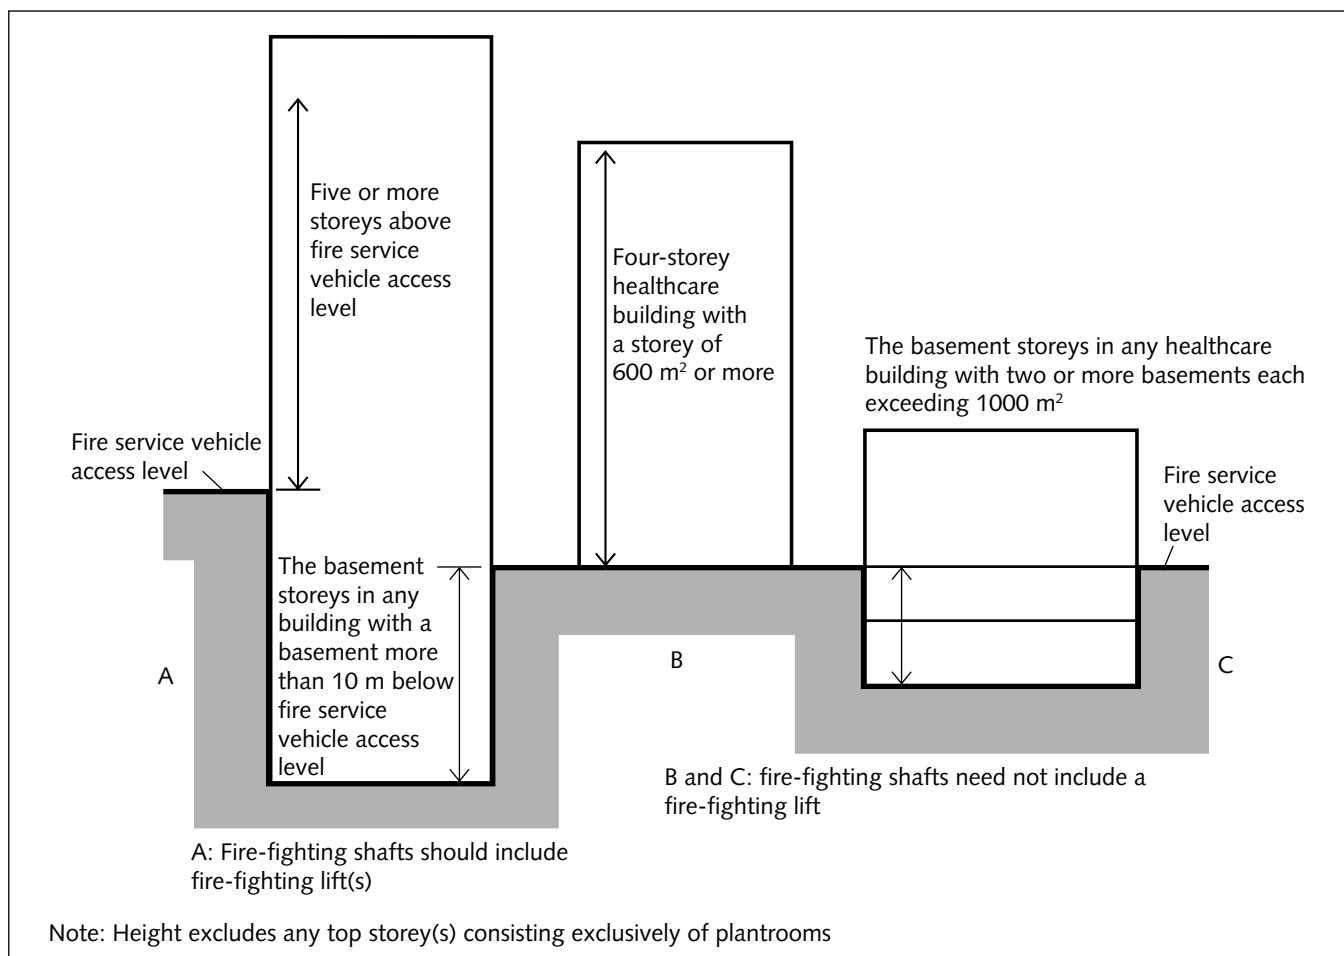 Five or more
storeys above
fire service
vehicle access
level
Four-storey
healthcare
building with
a storey of
600 m² or more
The basement storeys in any healthcare
building with two or more basements each
exceeding 1000 m²
Fire service vehicle
access level
Fire service
vehicle access
level
The basement
storeys in any
building with a
basement more
than 10 m below
fire service
vehicle access
level
A
B
C
B and C: fire-fighting shafts need not include a
fire-fighting lift
A: Fire-fighting shafts should include
fire-fighting lift(s)
Note: Height excludes any top storey(s) consisting exclusively of plantrooms